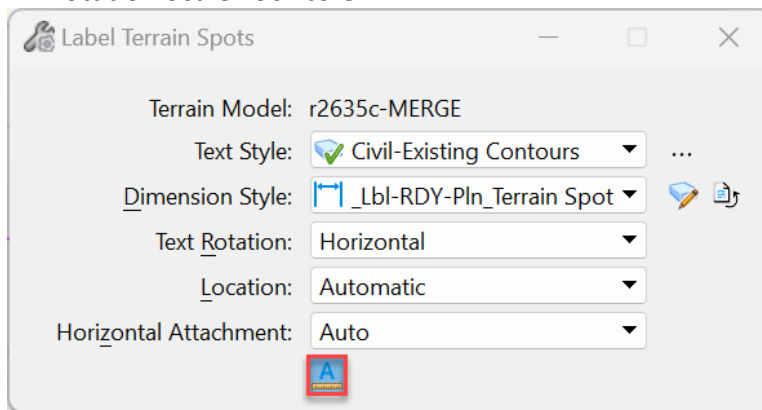 Label Terrain Spots
Terrain Model: r2635c-MERGE
Text Style: Civil-Existing Contours ...
Dimension Style: _Lbl-RDY-Pln_Terrain Spot
Text Rotation: Horizontal
Location: Automatic
Horizontal Attachment: Auto
A